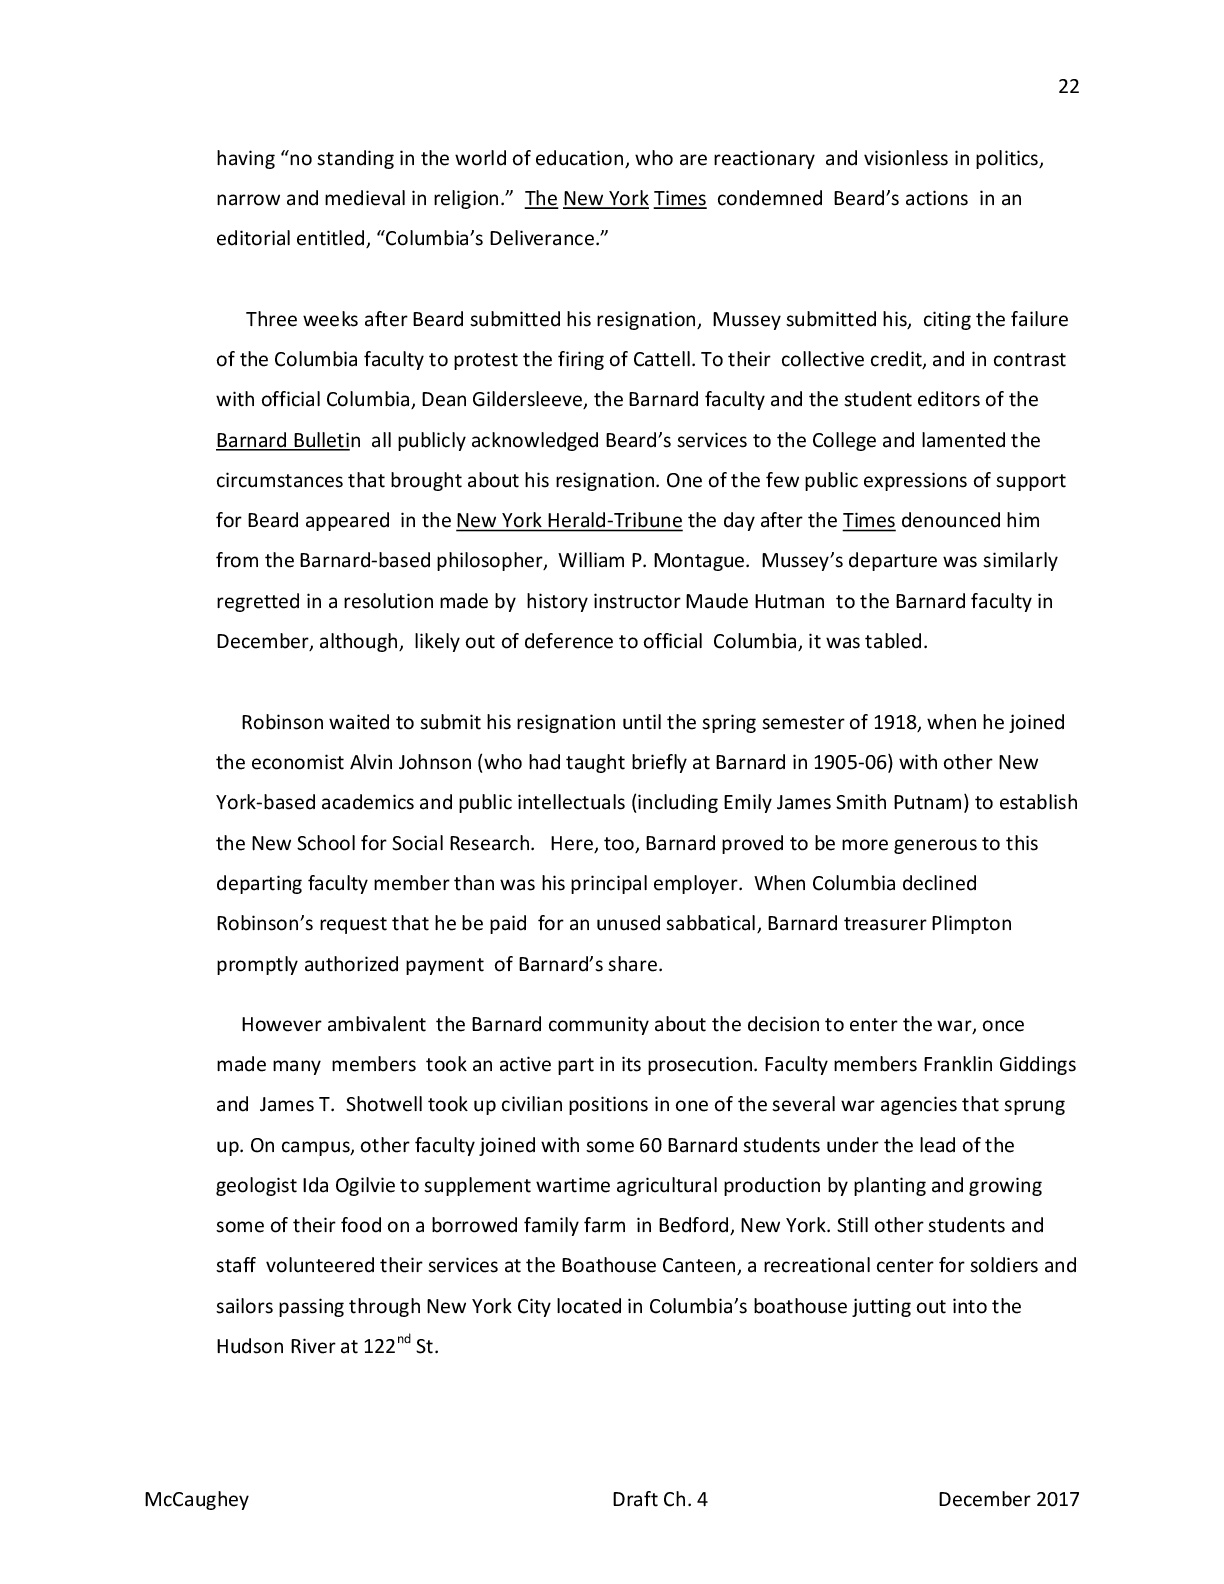 22
having “no standing in the world of education, who are reactionary  and visionless in politics,
narrow and medieval in religion.”  The New York Times  condemned  Beard’s actions  in an
editorial entitled, “Columbia’s Deliverance.”
Three weeks after Beard submitted his resignation,  Mussey submitted his,  citing the failure
of the Columbia faculty to protest the firing of Cattell. To their  collective credit, and in contrast
with official Columbia, Dean Gildersleeve, the Barnard faculty and the student editors of the
Barnard Bulletin  all publicly acknowledged Beard’s services to the College and lamented the
circumstances that brought about his resignation. One of the few public expressions of support
for Beard appeared  in the New York Herald-Tribune the day after the Times denounced him
from the Barnard-based philosopher,  William P. Montague.  Mussey’s departure was similarly
regretted in a resolution made by  history instructor Maude Hutman  to the Barnard faculty in
December, although,  likely out of deference to official  Columbia, it was tabled.
Robinson waited to submit his resignation until the spring semester of 1918, when he joined
the economist Alvin Johnson (who had taught briefly at Barnard in 1905-06) with other New
York-based academics and public intellectuals (including Emily James Smith Putnam) to establish
the New School for Social Research.   Here, too, Barnard proved to be more generous to this
departing faculty member than was his principal employer.  When Columbia declined
Robinson’s request that he be paid  for an unused sabbatical, Barnard treasurer Plimpton
promptly authorized payment  of Barnard’s share.
However ambivalent  the Barnard community about the decision to enter the war, once
made many  members  took an active part in its prosecution. Faculty members Franklin Giddings
and  James T.  Shotwell took up civilian positions in one of the several war agencies that sprung
up. On campus, other faculty joined with some 60 Barnard students under the lead of the
geologist Ida Ogilvie to supplement wartime agricultural production by planting and growing
some of their food on a borrowed family farm  in Bedford, New York. Still other students and
staff  volunteered their services at the Boathouse Canteen, a recreational center for soldiers and
sailors passing through New York City located in Columbia’s boathouse jutting out into the
Hudson River at 122nd St.
McCaughey Draft Ch. 4 December 2017